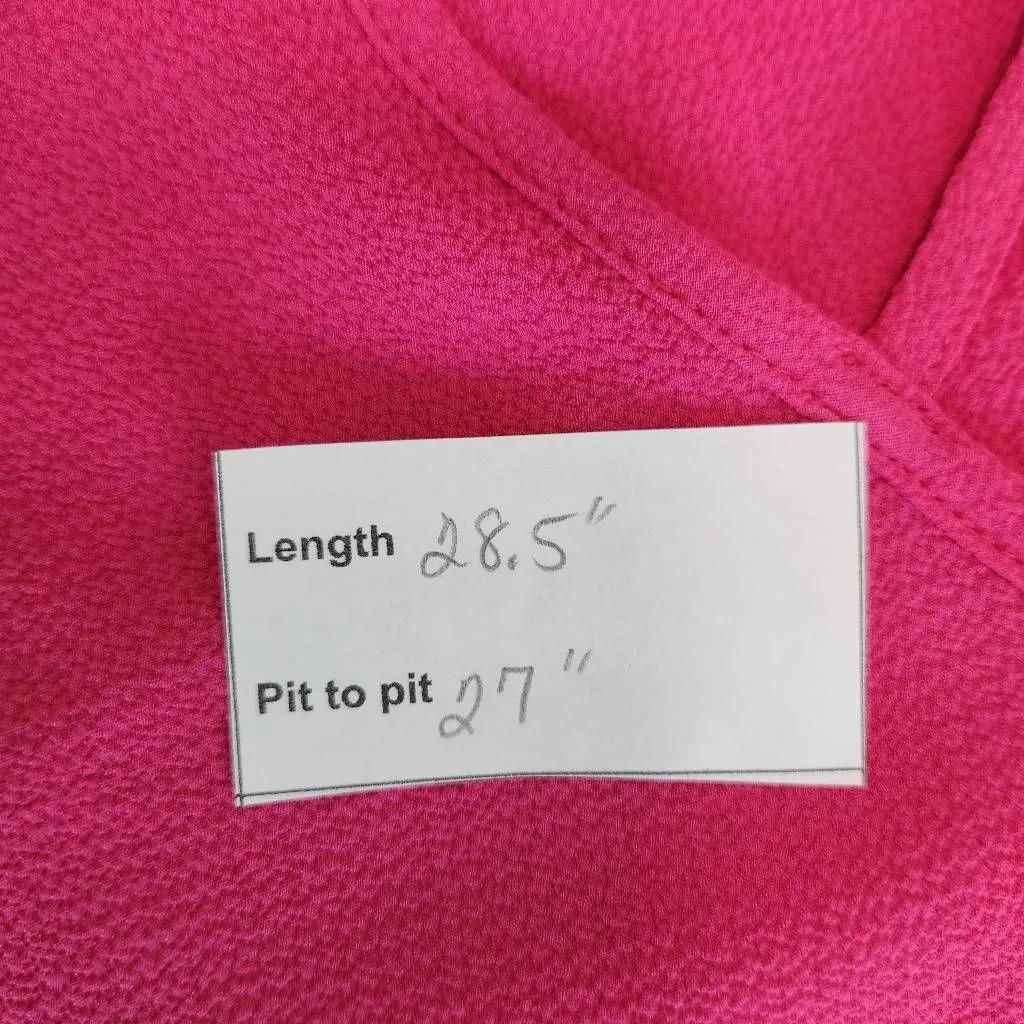 Length 28.5"
Pit to pit 27"